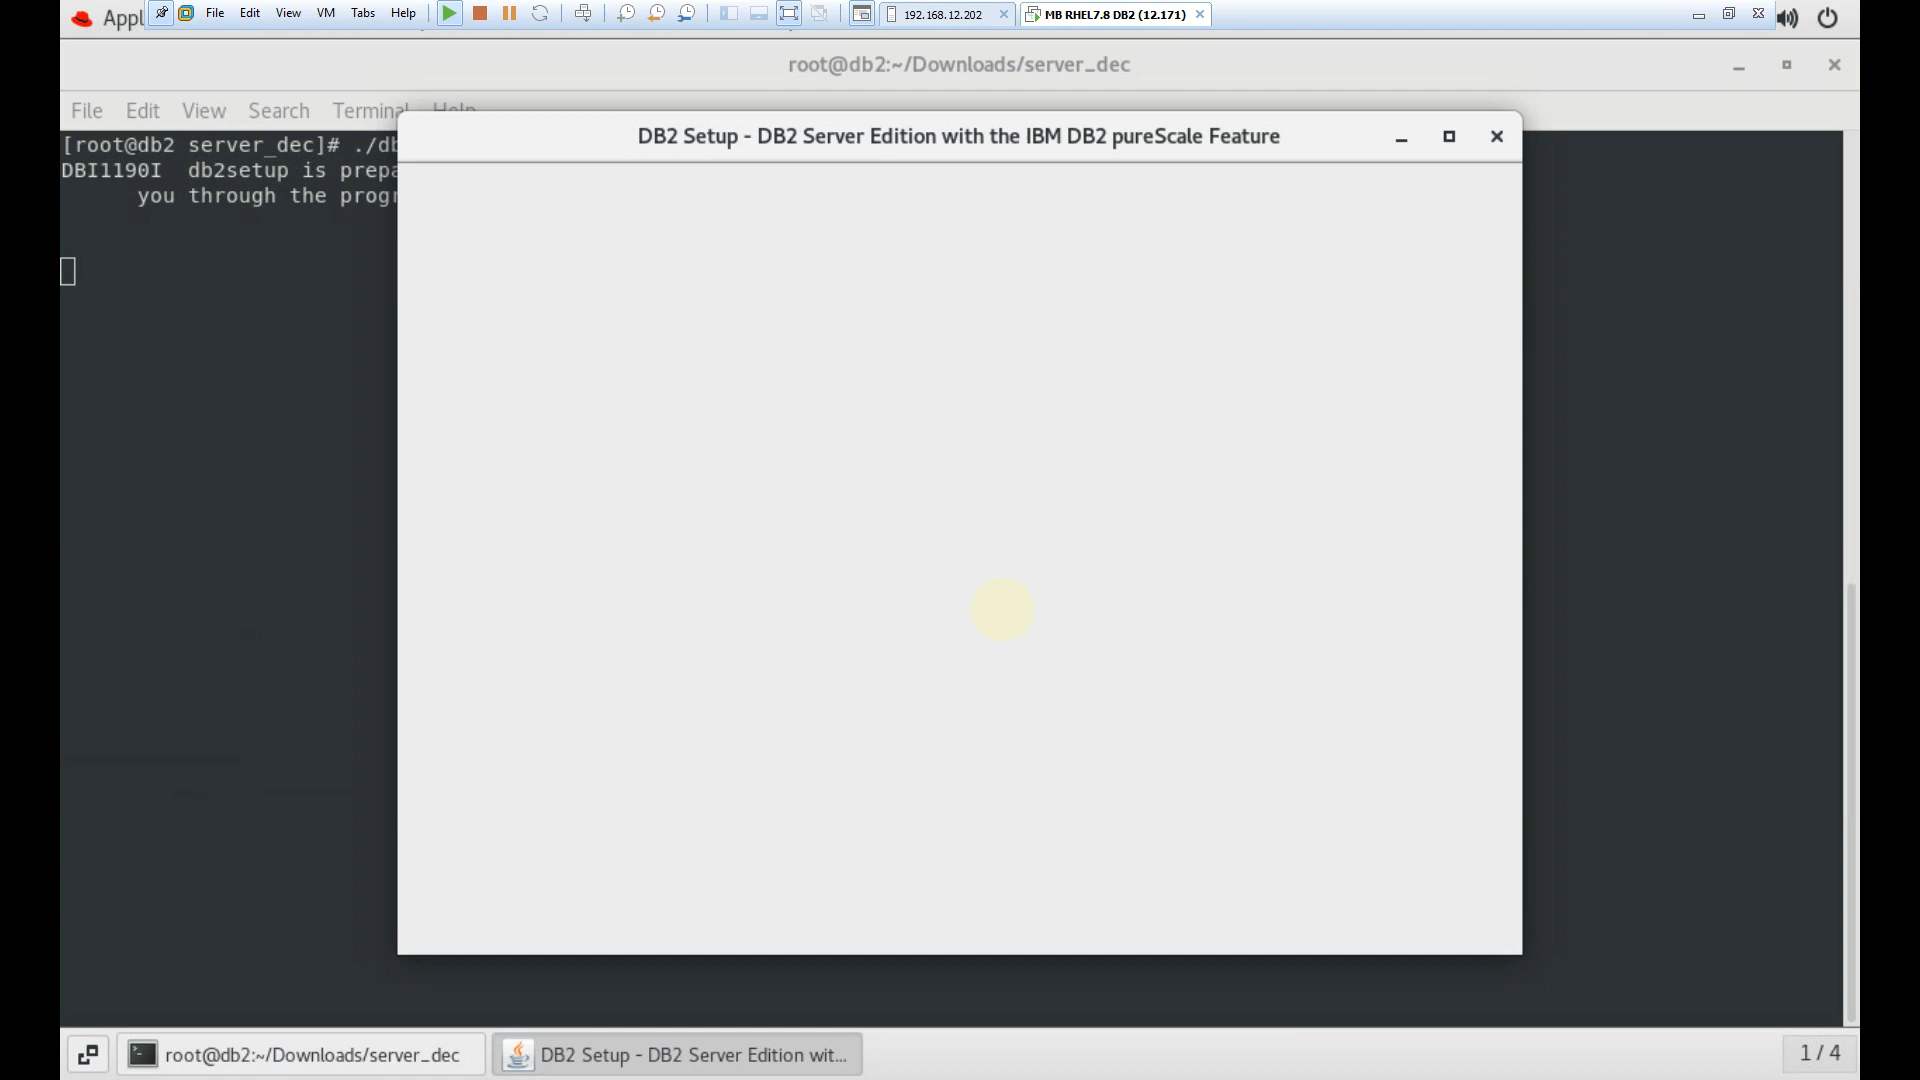 Appl
File Edit View VM Tabs Help
192.168.12.202
MB RHEL7.8 DB2 (12.171)
root@db2:~/Downloads/server_dec
File Edit View Search Terminal Help
DB2 Setup - DB2 Server Edition with the IBM DB2 pureScale Feature
[root@db2 server_dec]# ./db
DBI1190I db2setup is prepa
you through the progr
root@db2:~/Downloads/server_dec
DB2 Setup - DB2 Server Edition wit...
1 / 4